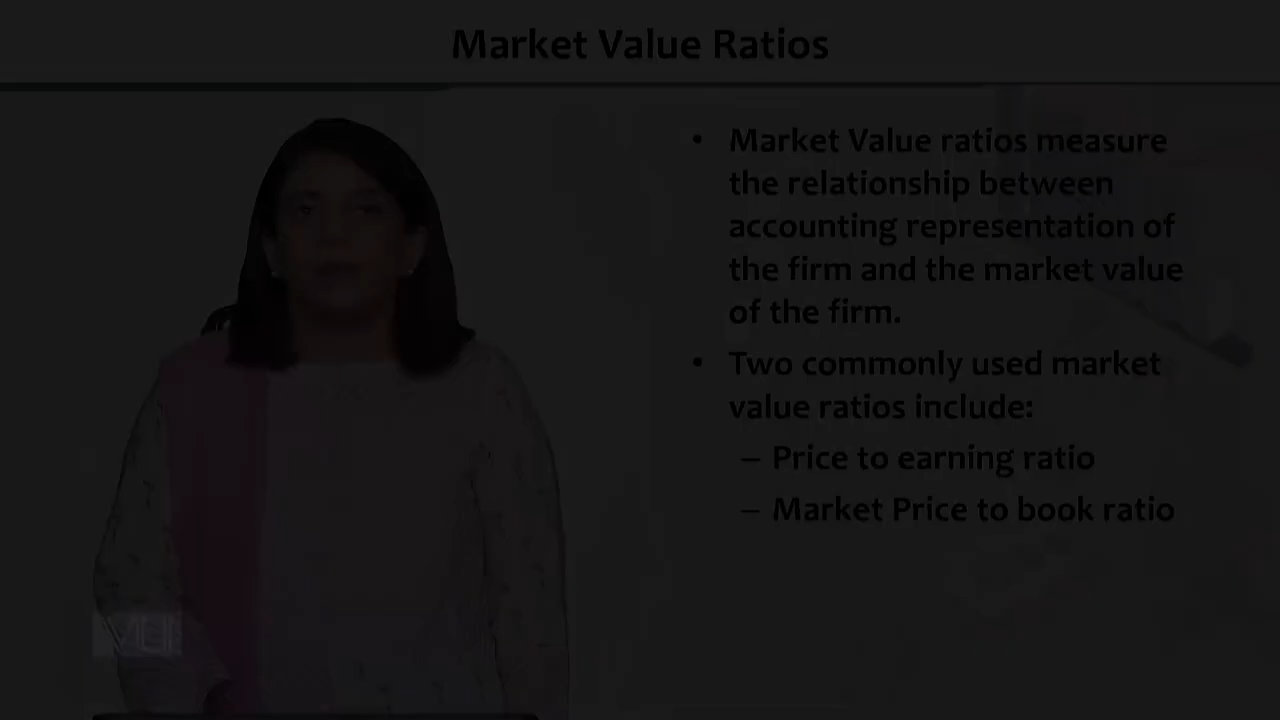 Market Value Ratios
• Market Value ratios measure
the relationship between
accounting representation of
the firm and the market value
of the firm.
• Two commonly used market
value ratios include:
– Price to earning ratio
– Market Price to book ratio
VU